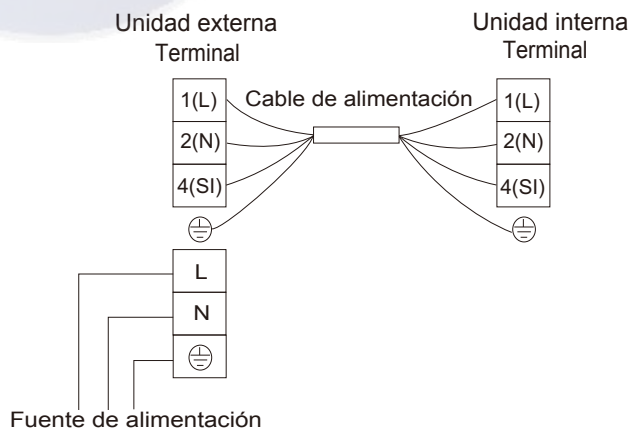 Unidad externa
Terminal
Unidad interna
Terminal
1(L)
Cable de alimentación
1(L)
2(N)
2(N)
4(SI)
4(SI)
L
N
Fuente de alimentación